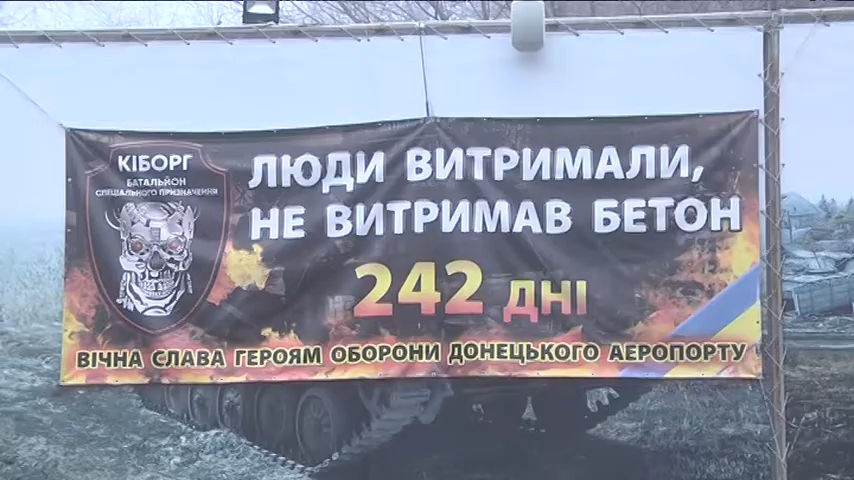 КІБОРГ
БАТАЛЬЙОН
СПЕЦІАЛЬНОГО ПРИЗНАЧЕННЯ
ЛЮДИ ВИТРИМАЛИ,
НЕ ВИТРИМАВ БЕТОН
242 ДНІ
ВІЧНА СЛАВА ГЕРОЯМ ОБОРОНИ ДОНЕЦЬКОГО АЕРОПОРТУ